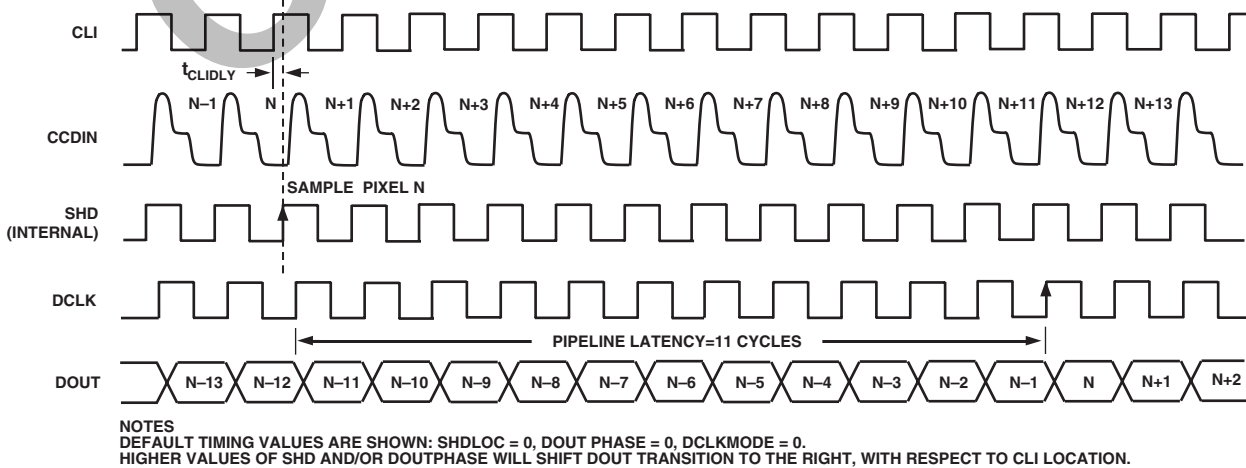 CLI
tCLIDLY
N–1 N N+1 N+2 N+3 N+4 N+5 N+6 N+7 N+8 N+9 N+10 N+11 N+12 N+13
CCDIN
SAMPLE PIXEL N
SHD
(INTERNAL)
DCLK
PIPELINE LATENCY=11 CYCLES
DOUT N–13 N–12 N–11 N–10 N–9 N–8 N–7 N–6 N–5 N–4 N–3 N–2 N–1 N N+1 N+2
NOTES
DEFAULT TIMING VALUES ARE SHOWN: SHDLOC = 0, DOUT PHASE = 0, DCLKMODE = 0.
HIGHER VALUES OF SHD AND/OR DOUTPHASE WILL SHIFT DOUT TRANSITION TO THE RIGHT, WITH RESPECT TO CLI LOCATION.